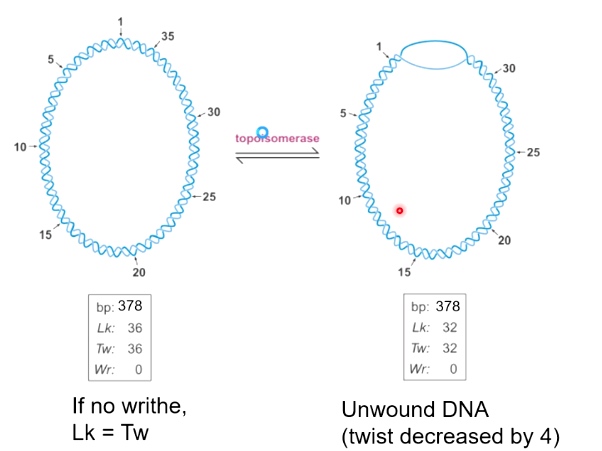 1
35
5
30
10
25
15
20
topoisomerase
1
30
5
25
10
20
15
bp: 378
Lk: 36
Tw: 36
Wr: 0
bp: 378
Lk: 32
Tw: 32
Wr: 0
If no writhe,
Lk = Tw
Unwound DNA
(twist decreased by 4)